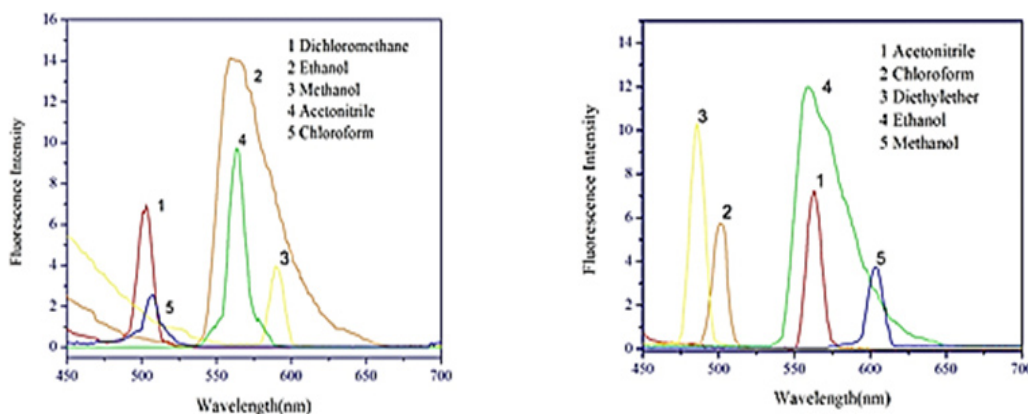 16
14
12
10
8
6
4
2
0
Fluorescence Intensity
1 Dichloromethane
2 Ethanol
3 Methanol
4 Acctonitrile
5 Chloroform
1
2
3
4
5
450 500 550 600 650 700
Wavelength(nm)
14
12
10
8
6
4
2
0
Fluorescence Intensity
1 Acetonitrile
2 Chloroform
3 Diethylether
4 Ethanol
5 Methanol
3
2
4
1
5
450 500 550 600 650 700
Wavelength(nm)